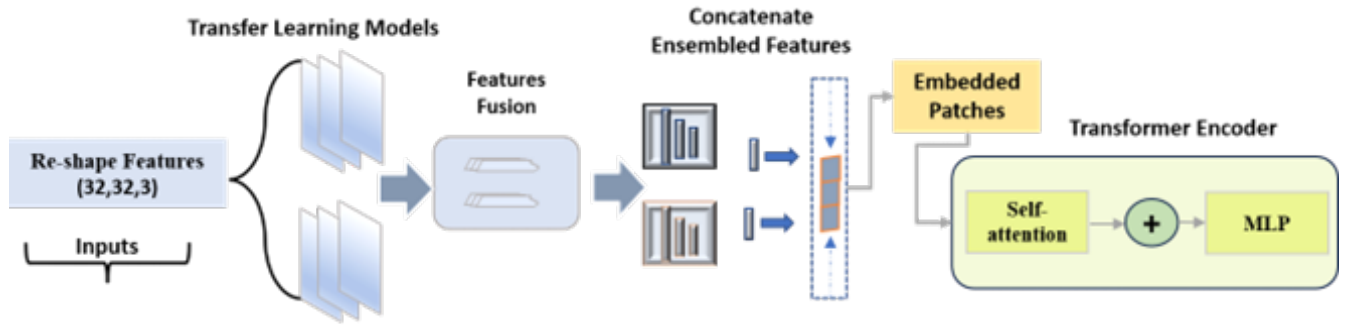 Transfer Learning Models
Concatenate
Ensembled Features
Features
Fusion
Embedded
Patches
Transformer Encoder
Re-shape Features
(32,32,3)
Self-
attention
+
MLP
Inputs